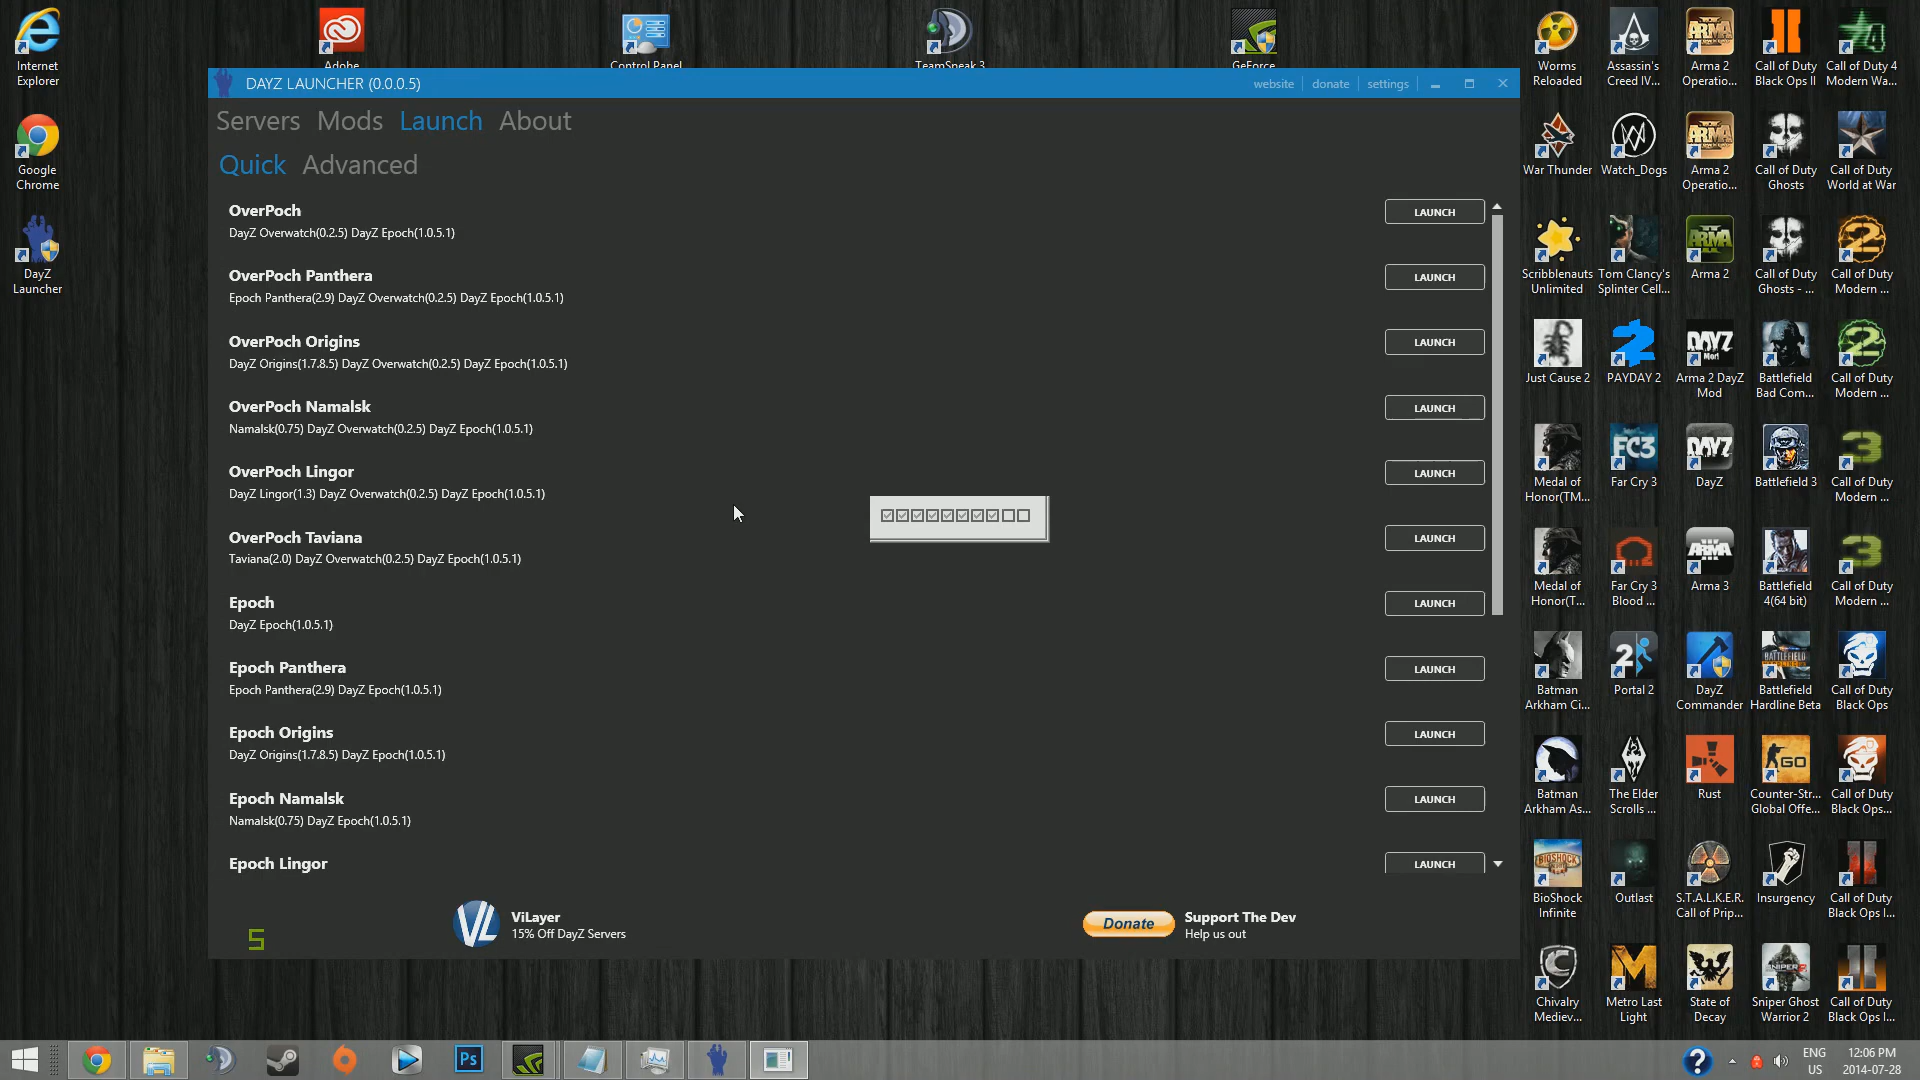 Internet
Explorer
Adobe
Control Panel
TeamSpeak 3
GeForce
Google
Chrome
DayZ
Launcher
DAYZ LAUNCHER (0.0.0.5)
website
donate
settings
Servers Mods Launch About
Quick Advanced
OverPoch
DayZ Overwatch(0.2.5) DayZ Epoch(1.0.5.1)
LAUNCH
OverPoch Panthera
Epoch Panthera(2.9) DayZ Overwatch(0.2.5) DayZ Epoch(1.0.5.1)
LAUNCH
OverPoch Origins
DayZ Origins(1.7.8.5) DayZ Overwatch(0.2.5) DayZ Epoch(1.0.5.1)
LAUNCH
OverPoch Namalsk
Namalsk(0.75) DayZ Overwatch(0.2.5) DayZ Epoch(1.0.5.1)
LAUNCH
OverPoch Lingor
DayZ Lingor(1.3) DayZ Overwatch(0.2.5) DayZ Epoch(1.0.5.1)
LAUNCH
OverPoch Taviana
Taviana(2.0) DayZ Overwatch(0.2.5) DayZ Epoch(1.0.5.1)
LAUNCH
Epoch
DayZ Epoch(1.0.5.1)
LAUNCH
Epoch Panthera
Epoch Panthera(2.9) DayZ Epoch(1.0.5.1)
LAUNCH
Epoch Origins
DayZ Origins(1.7.8.5) DayZ Epoch(1.0.5.1)
LAUNCH
Epoch Namalsk
Namalsk(0.75) DayZ Epoch(1.0.5.1)
LAUNCH
Epoch Lingor
LAUNCH
5
VL
ViLayer
15% Off DayZ Servers
Donate
Support The Dev
Help us out
Worms
Reloaded
Assassin's
Creed IV...
Arma 2
Operatio...
Call of Duty
Black Ops II
Call of Duty 4
Modern Wa...
War Thunder
Watch_Dogs
Arma 2
Operatio...
Call of Duty
Ghosts
Call of Duty
World at War
Scribblenauts
Unlimited
Tom Clancy's
Splinter Cell...
Arma 2
Call of Duty
Ghosts - ...
Call of Duty
Modern ...
Just Cause 2
PAYDAY 2
Arma 2 DayZ
Mod
Battlefield
Bad Com...
Call of Duty
Modern ...
Medal of
Honor(TM...
Far Cry 3
DayZ
Battlefield 3
Call of Duty
Modern ...
Medal of
Honor(T...
Far Cry 3
Blood ...
Arma 3
Battlefield
4(64 bit)
Call of Duty
Modern ...
Batman
Arkham Ci...
Portal 2
DayZ
Commander
Battlefield
Hardline Beta
Call of Duty
Black Ops
Batman
Arkham As...
The Elder
Scrolls ...
Rust
Counter-Str...
Global Offe...
Call of Duty
Black Ops...
BioShock
Infinite
Outlast
S.T.A.L.K.E.R.
Call of Prip...
Insurgency
Call of Duty
Black Ops I...
Chivalry
Mediev...
Metro Last
Light
State of
Decay
Sniper Ghost
Warrior 2
Call of Duty
Black Ops I...
Ps
ENG
US
12:06 PM
2014-07-28